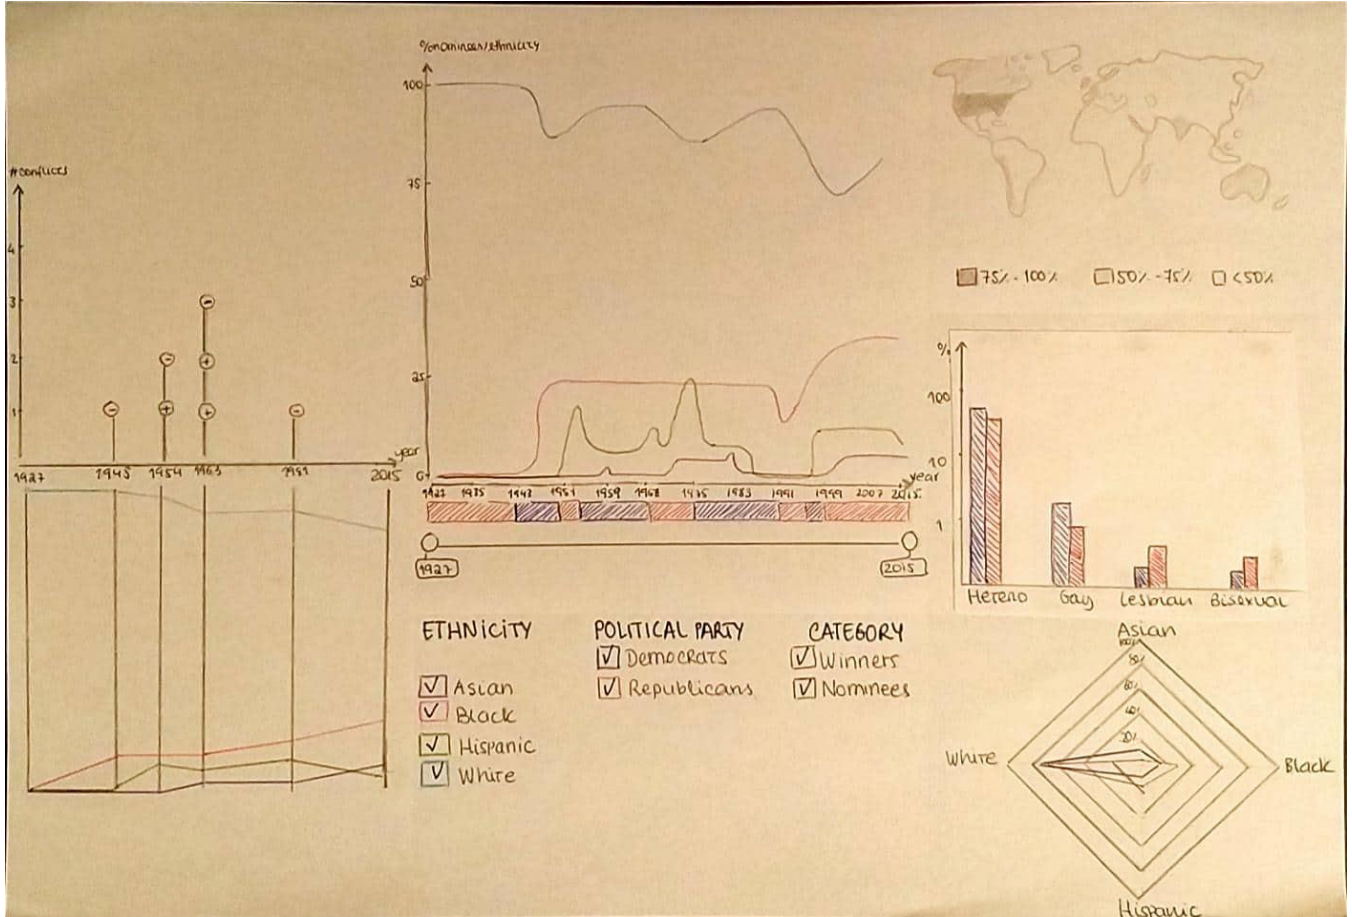 #conflicts
4
3
2
1
- - + - + + -
year
1927 1945 1954 1963 1991 2015
%nominees/ethnicity
100
75
50
25
0
year
1927 1935 1943 1951 1959 1968 1975 1983 1991 1999 2007 2015
1927 2015
ETHNICITY
Asian
Black
Hispanic
White
POLITICAL PARTY
Democrats
Republicans
CATEGORY
Winners
Nominees
75%-100% 50%-75% <50%
%
100
10
1
Hetero Gay Lesbian Bisexual
Asian
100%
80%
60%
40%
20%
White Black
Hispanic